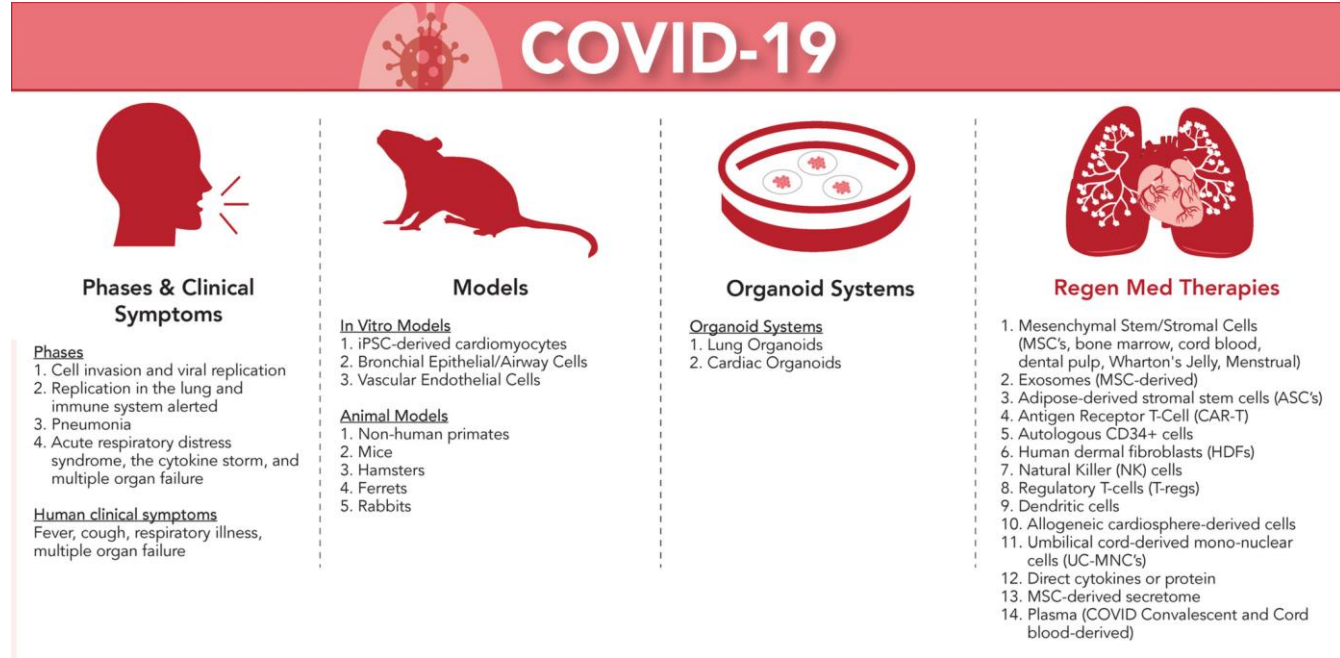 COVID-19
Phases & Clinical
Symptoms
Phases
1. Cell invasion and viral replication
2. Replication in the lung and
immune system alerted
3. Pneumonia
4. Acute respiratory distress
syndrome, the cytokine storm, and
multiple organ failure
Human clinical symptoms
Fever, cough, respiratory illness,
multiple organ failure
Models
In Vitro Models
1. iPSC-derived cardiomyocytes
2. Bronchial Epithelial/Airway Cells
3. Vascular Endothelial Cells
Animal Models
1. Non-human primates
2. Mice
3. Hamsters
4. Ferrets
5. Rabbits
Organoid Systems
Organoid Systems
1. Lung Organoids
2. Cardiac Organoids
Regen Med Therapies
1. Mesenchymal Stem/Stromal Cells
(MSC's, bone marrow, cord blood,
dental pulp, Wharton's Jelly, Menstrual)
2. Exosomes (MSC-derived)
3. Adipose-derived stromal stem cells (ASC's)
4. Antigen Receptor T-Cell (CAR-T)
5. Autologous CD34+ cells
6. Human dermal fibroblasts (HDFs)
7. Natural Killer (NK) cells
8. Regulatory T-cells (T-regs)
9. Dendritic cells
10. Allogeneic cardiosphere-derived cells
11. Umbilical cord-derived mono-nuclear
cells (UC-MNC's)
12. Direct cytokines or protein
13. MSC-derived secretome
14. Plasma (COVID Convalescent and Cord
blood-derived)